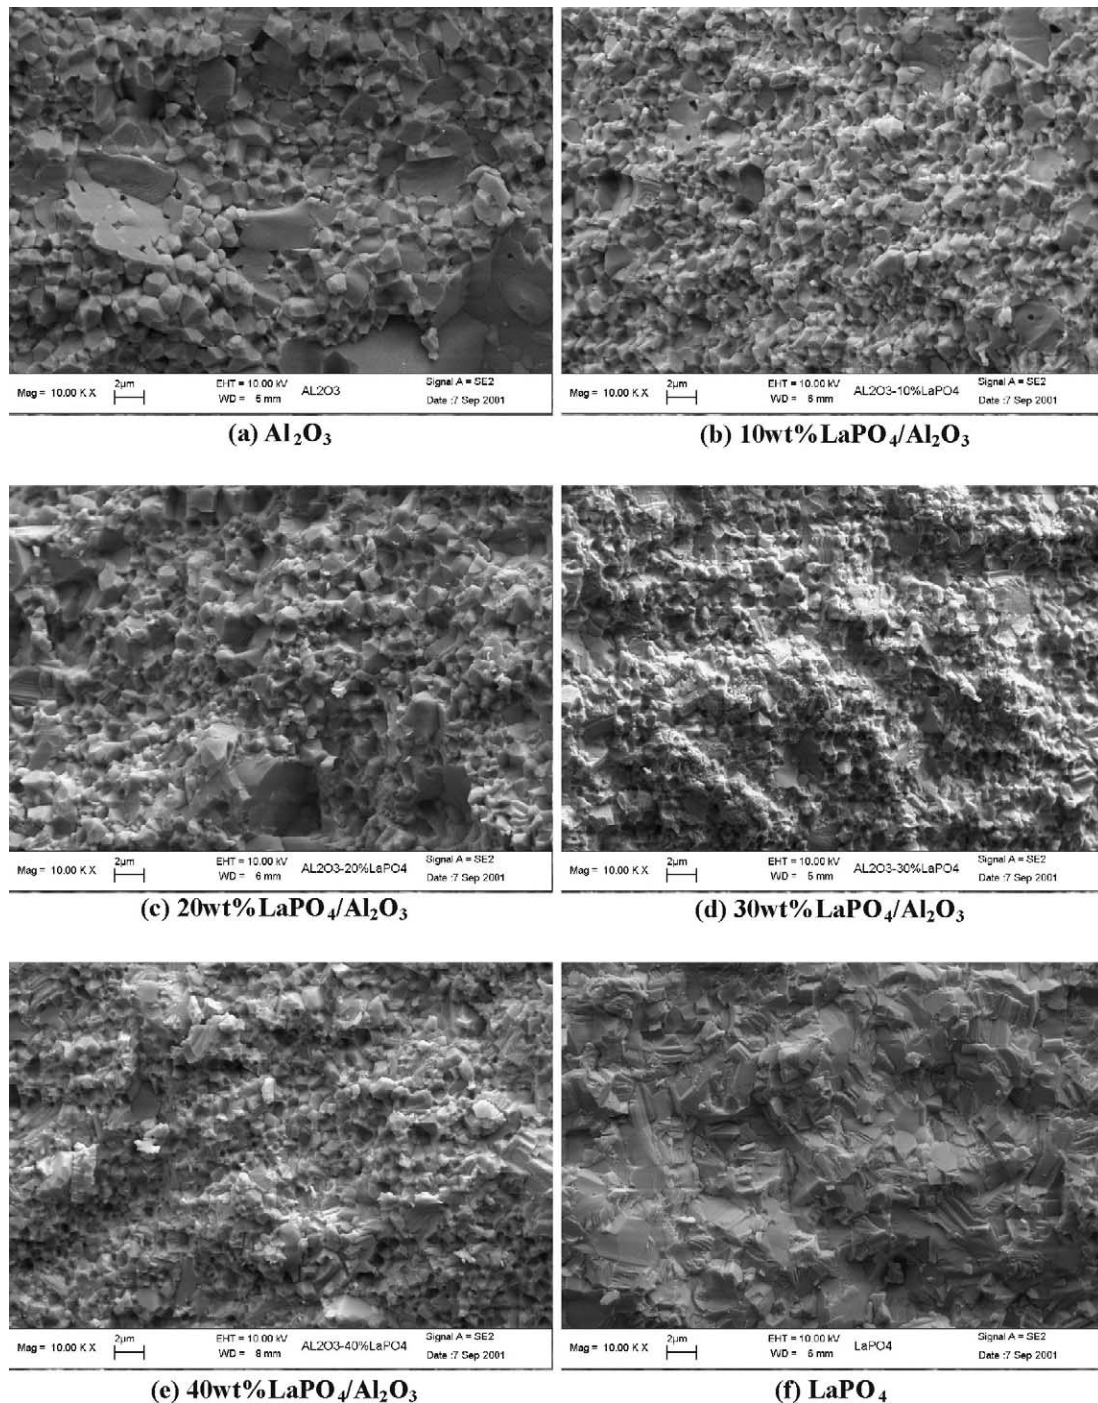 Mag = 10.00 K X 2µm EHT = 10.00 kV WD = 5 mm AL2O3 Signal A = SE2 Date :7 Sep 2001
(a) Al₂O₃
Mag = 10.00 K X 2µm EHT = 10.00 kV WD = 6 mm AL2O3-10%LaPO4 Signal A = SE2 Date :7 Sep 2001
(b) 10wt%LaPO₄/Al₂O₃
Mag = 10.00 K X 2µm EHT = 10.00 kV WD = 6 mm AL2O3-20%LaPO4 Signal A = SE2 Date :7 Sep 2001
(c) 20wt%LaPO₄/Al₂O₃
Mag = 10.00 K X 2µm EHT = 10.00 kV WD = 5 mm AL2O3-30%LaPO4 Signal A = SE2 Date :7 Sep 2001
(d) 30wt%LaPO₄/Al₂O₃
Mag = 10.00 K X 2µm EHT = 10.00 kV WD = 8 mm AL2O3-40%LaPO4 Signal A = SE2 Date :7 Sep 2001
(e) 40wt%LaPO₄/Al₂O₃
Mag = 10.00 K X 2µm EHT = 10.00 kV WD = 6 mm LaPO4 Signal A = SE2 Date :7 Sep 2001
(f) LaPO₄